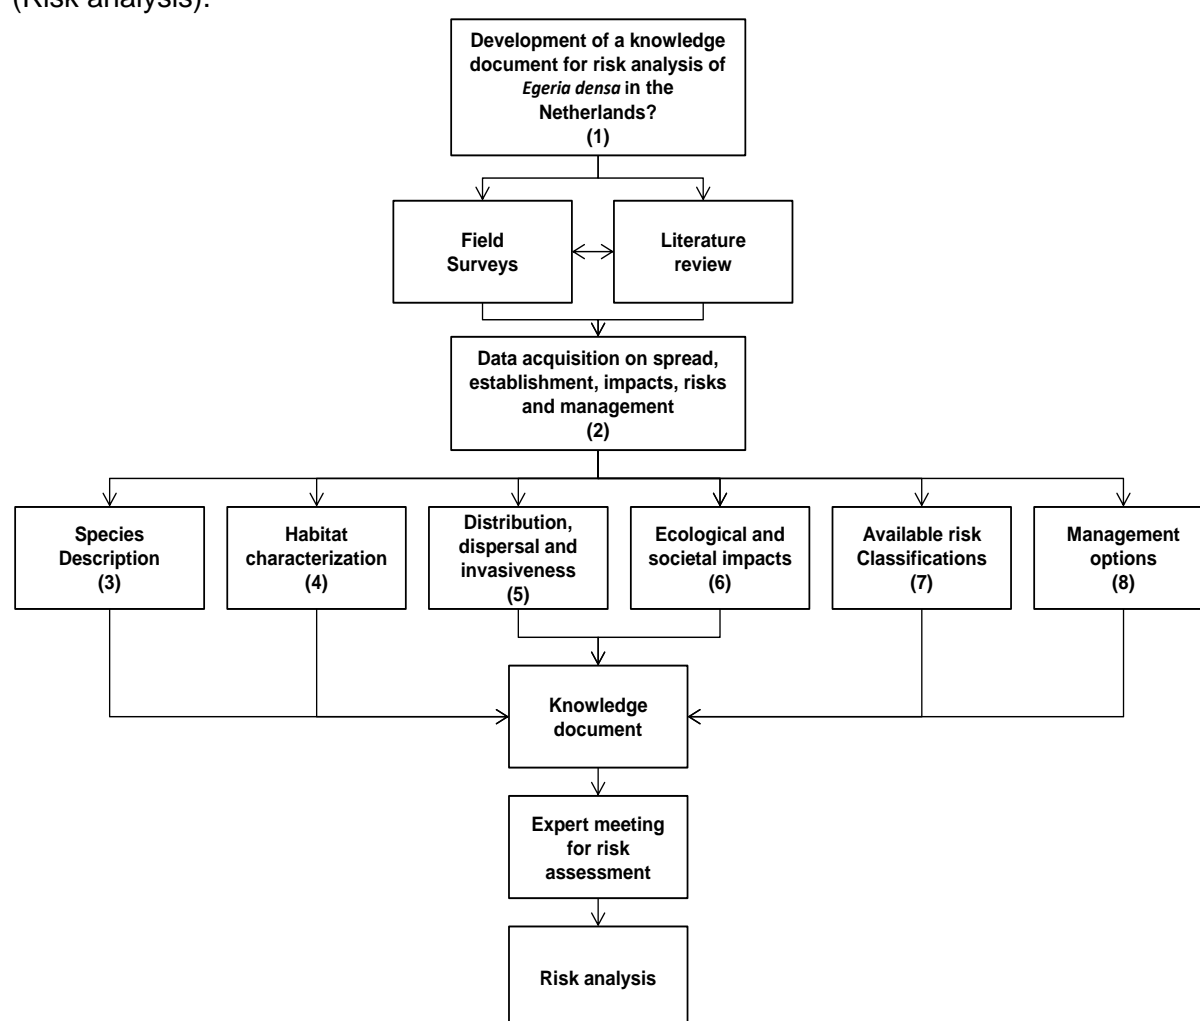 (Risk analysis).
Development of a knowledge
document for risk analysis of
Egeria densa in the
Netherlands?
(1)
Field
Surveys
Literature
review
Data acquisition on spread,
establishment, impacts, risks
and management
(2)
Species
Description
(3)
Habitat
characterization
(4)
Distribution,
dispersal and
invasiveness
(5)
Ecological and
societal impacts
(6)
Available risk
Classifications
(7)
Management
options
(8)
Knowledge
document
Expert meeting
for risk
assessment
Risk analysis